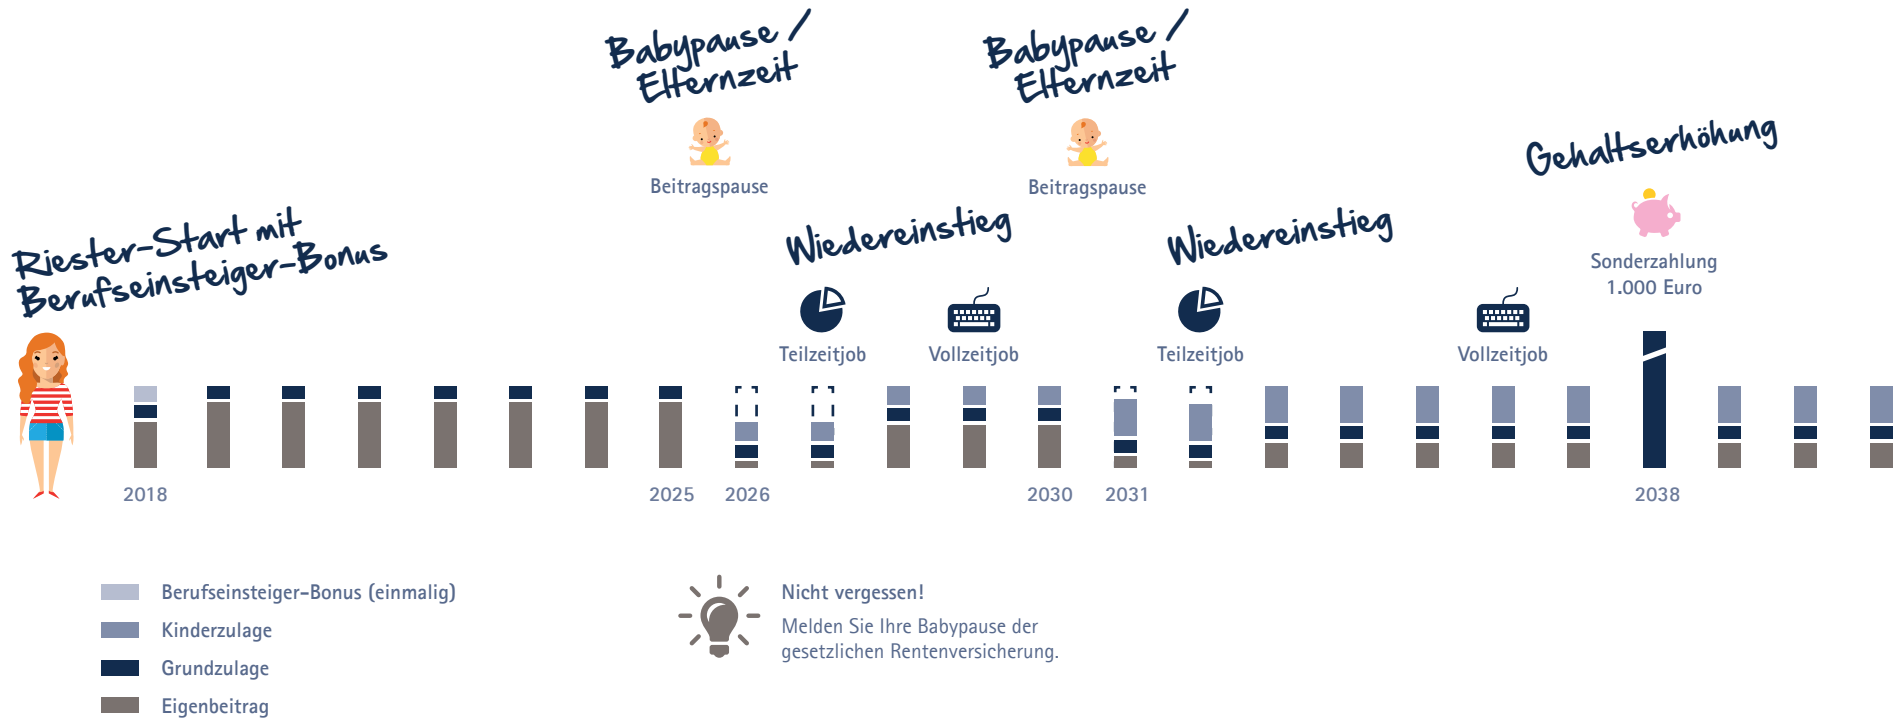 Babypause /
Elternzeit
Beitragspause
Babypause /
Elternzeit
Beitragspause
Gehaltserhöhung
Sonderzahlung
1.000 Euro
Riester-Start mit
Berufseinsteiger-Bonus
Wiedereinstieg
Teilzeitjob
Vollzeitjob
Wiedereinstieg
Teilzeitjob
Vollzeitjob
2018
2025
2026
2030
2031
2038
Berufseinsteiger-Bonus (einmalig)
Kinderzulage
Grundzulage
Eigenbeitrag
Nicht vergessen!
Melden Sie Ihre Babypause der
gesetzlichen Rentenversicherung.